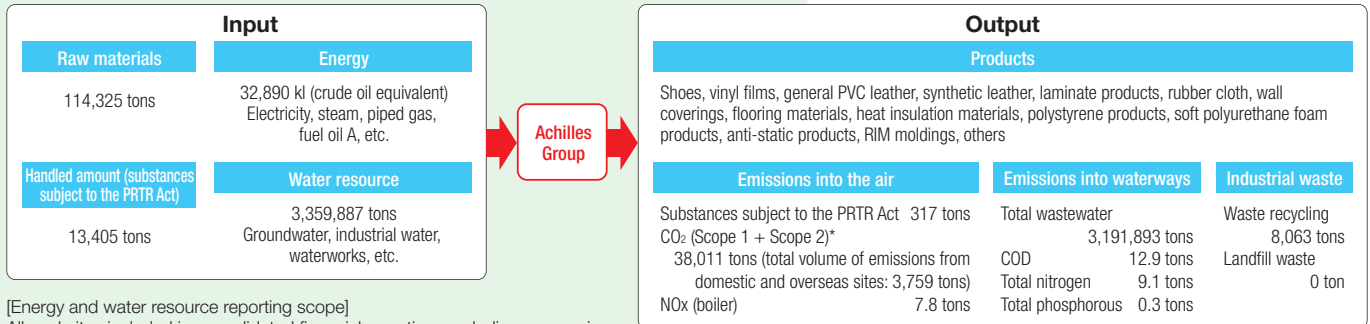 Input
Raw materials
114,325 tons
Energy
32,890 kl (crude oil equivalent)
Electricity, steam, piped gas,
fuel oil A, etc.
Handled amount (substances
subject to the PRTR Act)
13,405 tons
Water resource
3,359,887 tons
Groundwater, industrial water,
waterworks, etc.
[Energy and water resource reporting scope]
Achilles
Group
Output
Products
Shoes, vinyl films, general PVC leather, synthetic leather, laminate products, rubber cloth, wall
coverings, flooring materials, heat insulation materials, polystyrene products, soft polyurethane foam
products, anti-static products, RIM moldings, others
Emissions into the air
Substances subject to the PRTR Act 317 tons
CO₂ (Scope 1 + Scope 2)*
38,011 tons (total volume of emissions from
domestic and overseas sites: 3,759 tons)
NOx (boiler) 7.8 tons
Emissions into waterways
Total wastewater
3,191,893 tons
COD 12.9 tons
Total nitrogen 9.1 tons
Total phosphorous 0.3 tons
Industrial waste
Waste recycling
8,063 tons
Landfill waste
0 ton